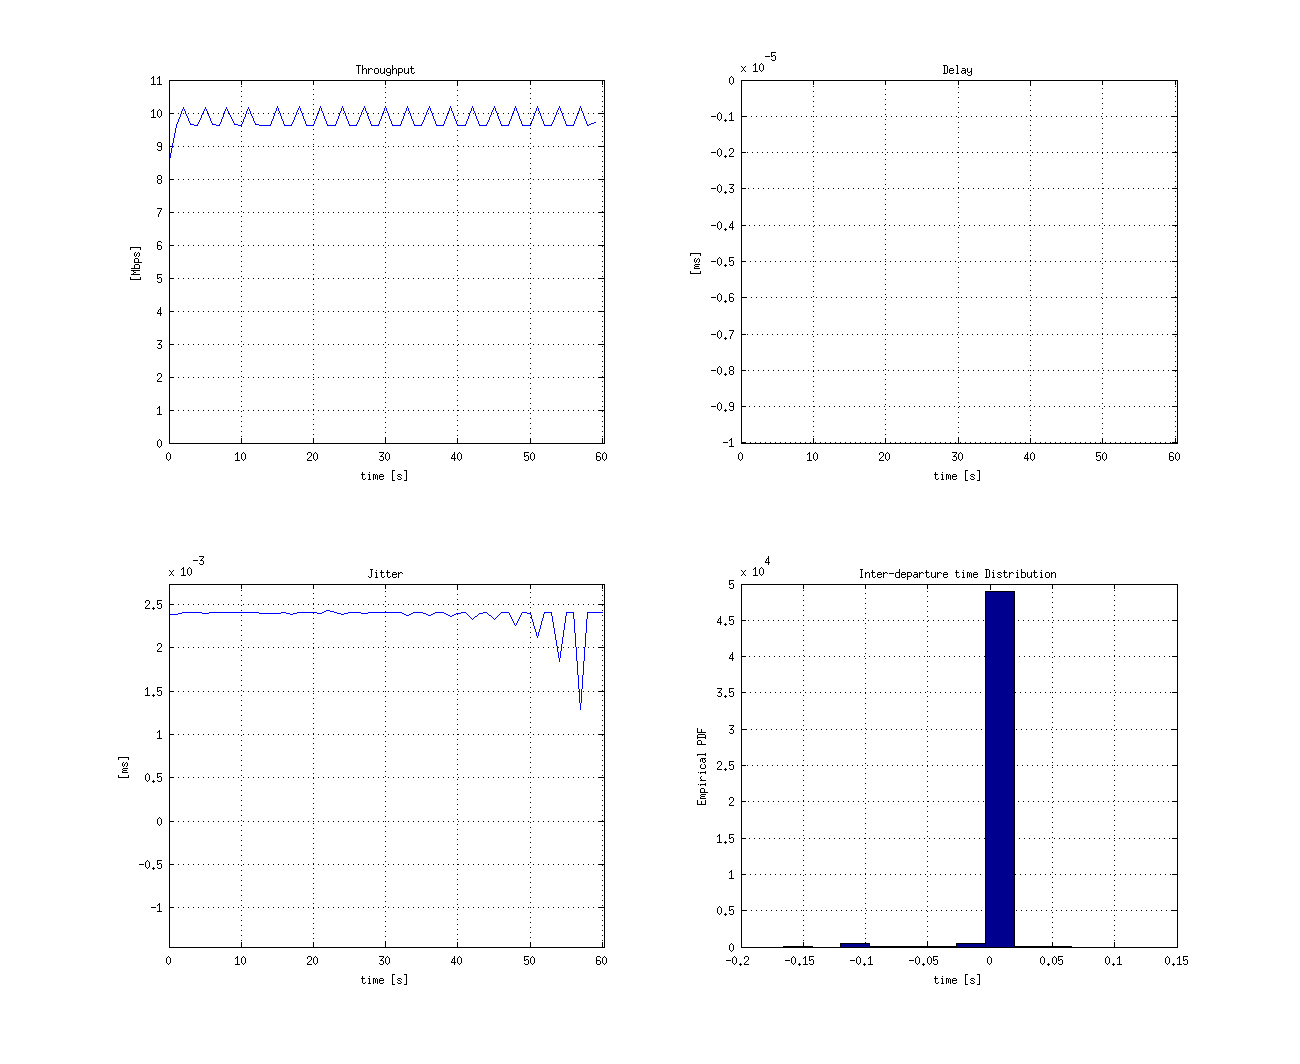 Throughput
11
10
9
8
7
6
5
4
3
2
1
0
[Mbps]
0 10 20 30 40 50 60
time [s]
x 10^-5
Delay
0
-0.1
-0.2
-0.3
-0.4
-0.5
-0.6
-0.7
-0.8
-0.9
-1
[ms]
0 10 20 30 40 50 60
time [s]
x 10^-3
Jitter
2.5
2
1.5
1
0.5
0
-0.5
-1
[ms]
0 10 20 30 40 50 60
time [s]
x 10^4
Inter-departure time Distribution
5
4.5
4
3.5
3
2.5
2
1.5
1
0.5
0
Empirical PDF
-0.2 -0.15 -0.1 -0.05 0 0.05 0.1 0.15
time [s]